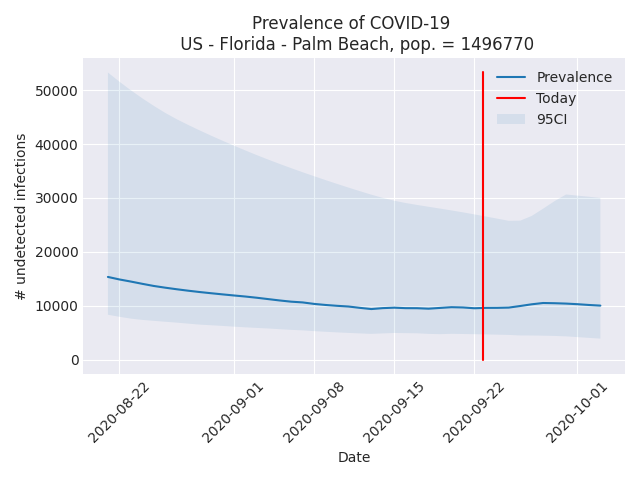 Prevalence of COVID-19
US - Florida - Palm Beach, pop. = 1496770
Prevalence
Today
95CI
# undetected infections
50000
40000
30000
20000
10000
0
2020-08-22
2020-09-01
2020-09-08
2020-09-15
2020-09-22
2020-10-01
Date